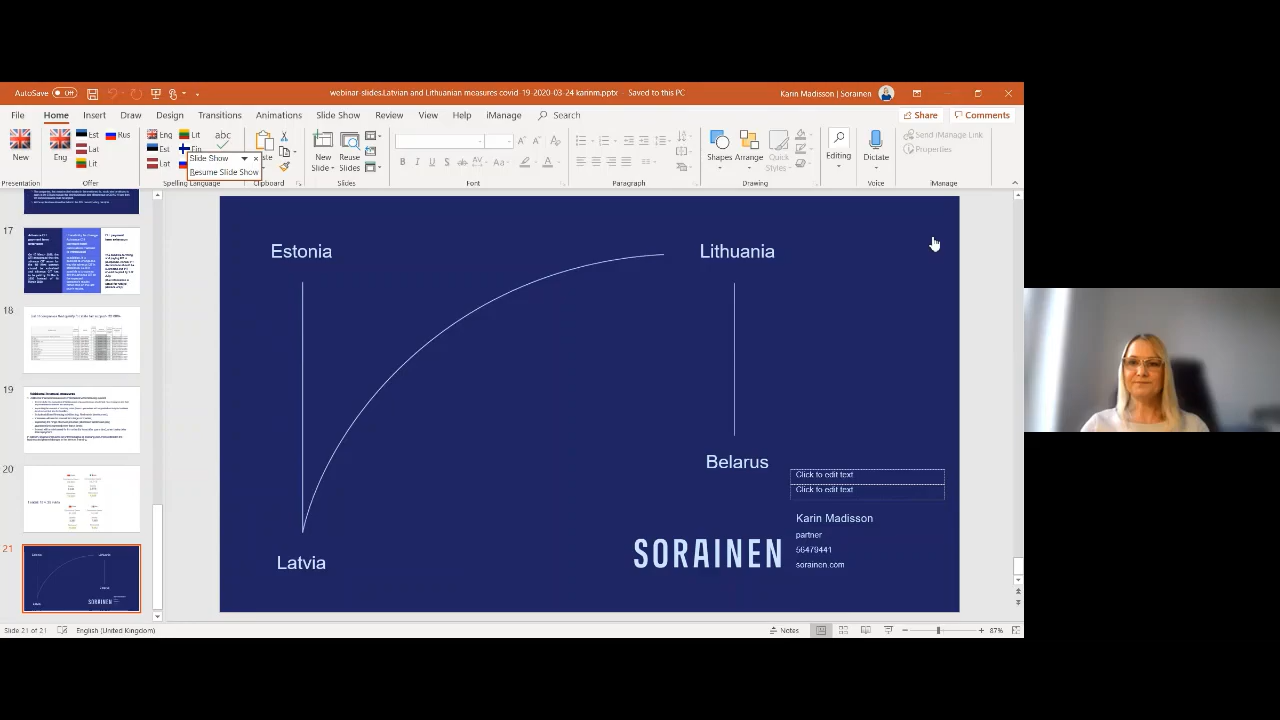 AutoSave Off
webinar-slides.Latvian and Lithuanian measures covid-19-2020-03-24 karinm.pptx - Saved to this PC
Karin Madisson | Sorainen
File Home Insert Draw Design Transitions Animations Slide Show Review View Help iManage Search
Share Comments
New
Eng
Est Rus
Lat
Lit
Eng Lit
Est Fin
Lat
abc
Slide Show
Resume Slide Show
New Slide
Reuse Slides
B I U S
Shapes Arrange Quick Styles
Editing
Dictate
Send iManage Link
Properties
Presentation Offer Spelling Language Clipboard Slides Font Paragraph Drawing Voice iManage
17
18
19
20
21
Estonia
Lithuania
Belarus
Latvia
Click to edit text
Click to edit text
Karin Madisson
partner
56479441
sorainen.com
SORAINEN
Slide 21 of 21 English (United Kingdom) Notes 87%